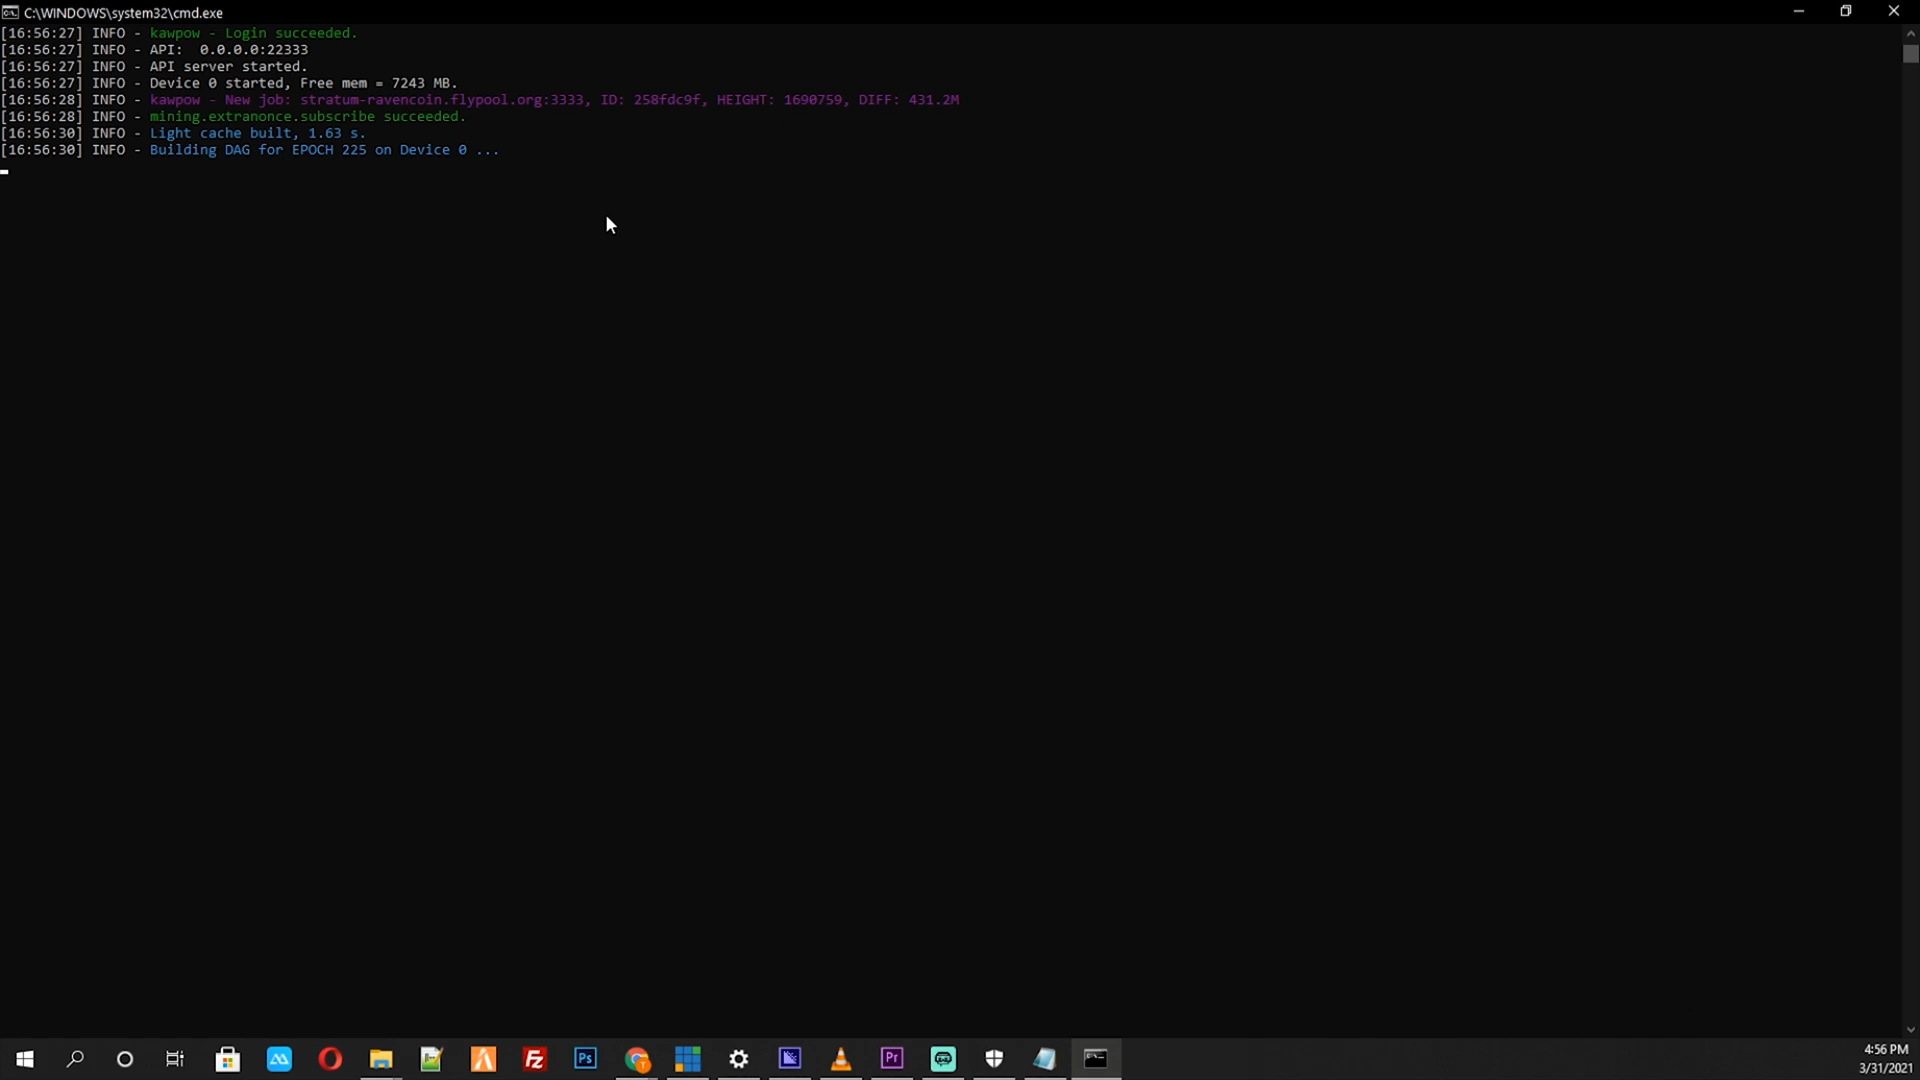 C:\WINDOWS\system32\cmd.exe
[16:56:27] INFO - kawpow - Login succeeded.
[16:56:27] INFO - API:  0.0.0.0:22333
[16:56:27] INFO - API server started.
[16:56:27] INFO - Device 0 started, Free mem = 7243 MB.
[16:56:28] INFO - kawpow - New job: stratum-ravencoin.flypool.org:3333, ID: 258fdc9f, HEIGHT: 1690759, DIFF: 431.2M
[16:56:28] INFO - mining.extranonce.subscribe succeeded.
[16:56:30] INFO - Light cache built, 1.63 s.
[16:56:30] INFO - Building DAG for EPOCH 225 on Device 0 ...
Fz
Ps
T
Pr
4:56 PM
3/31/2021